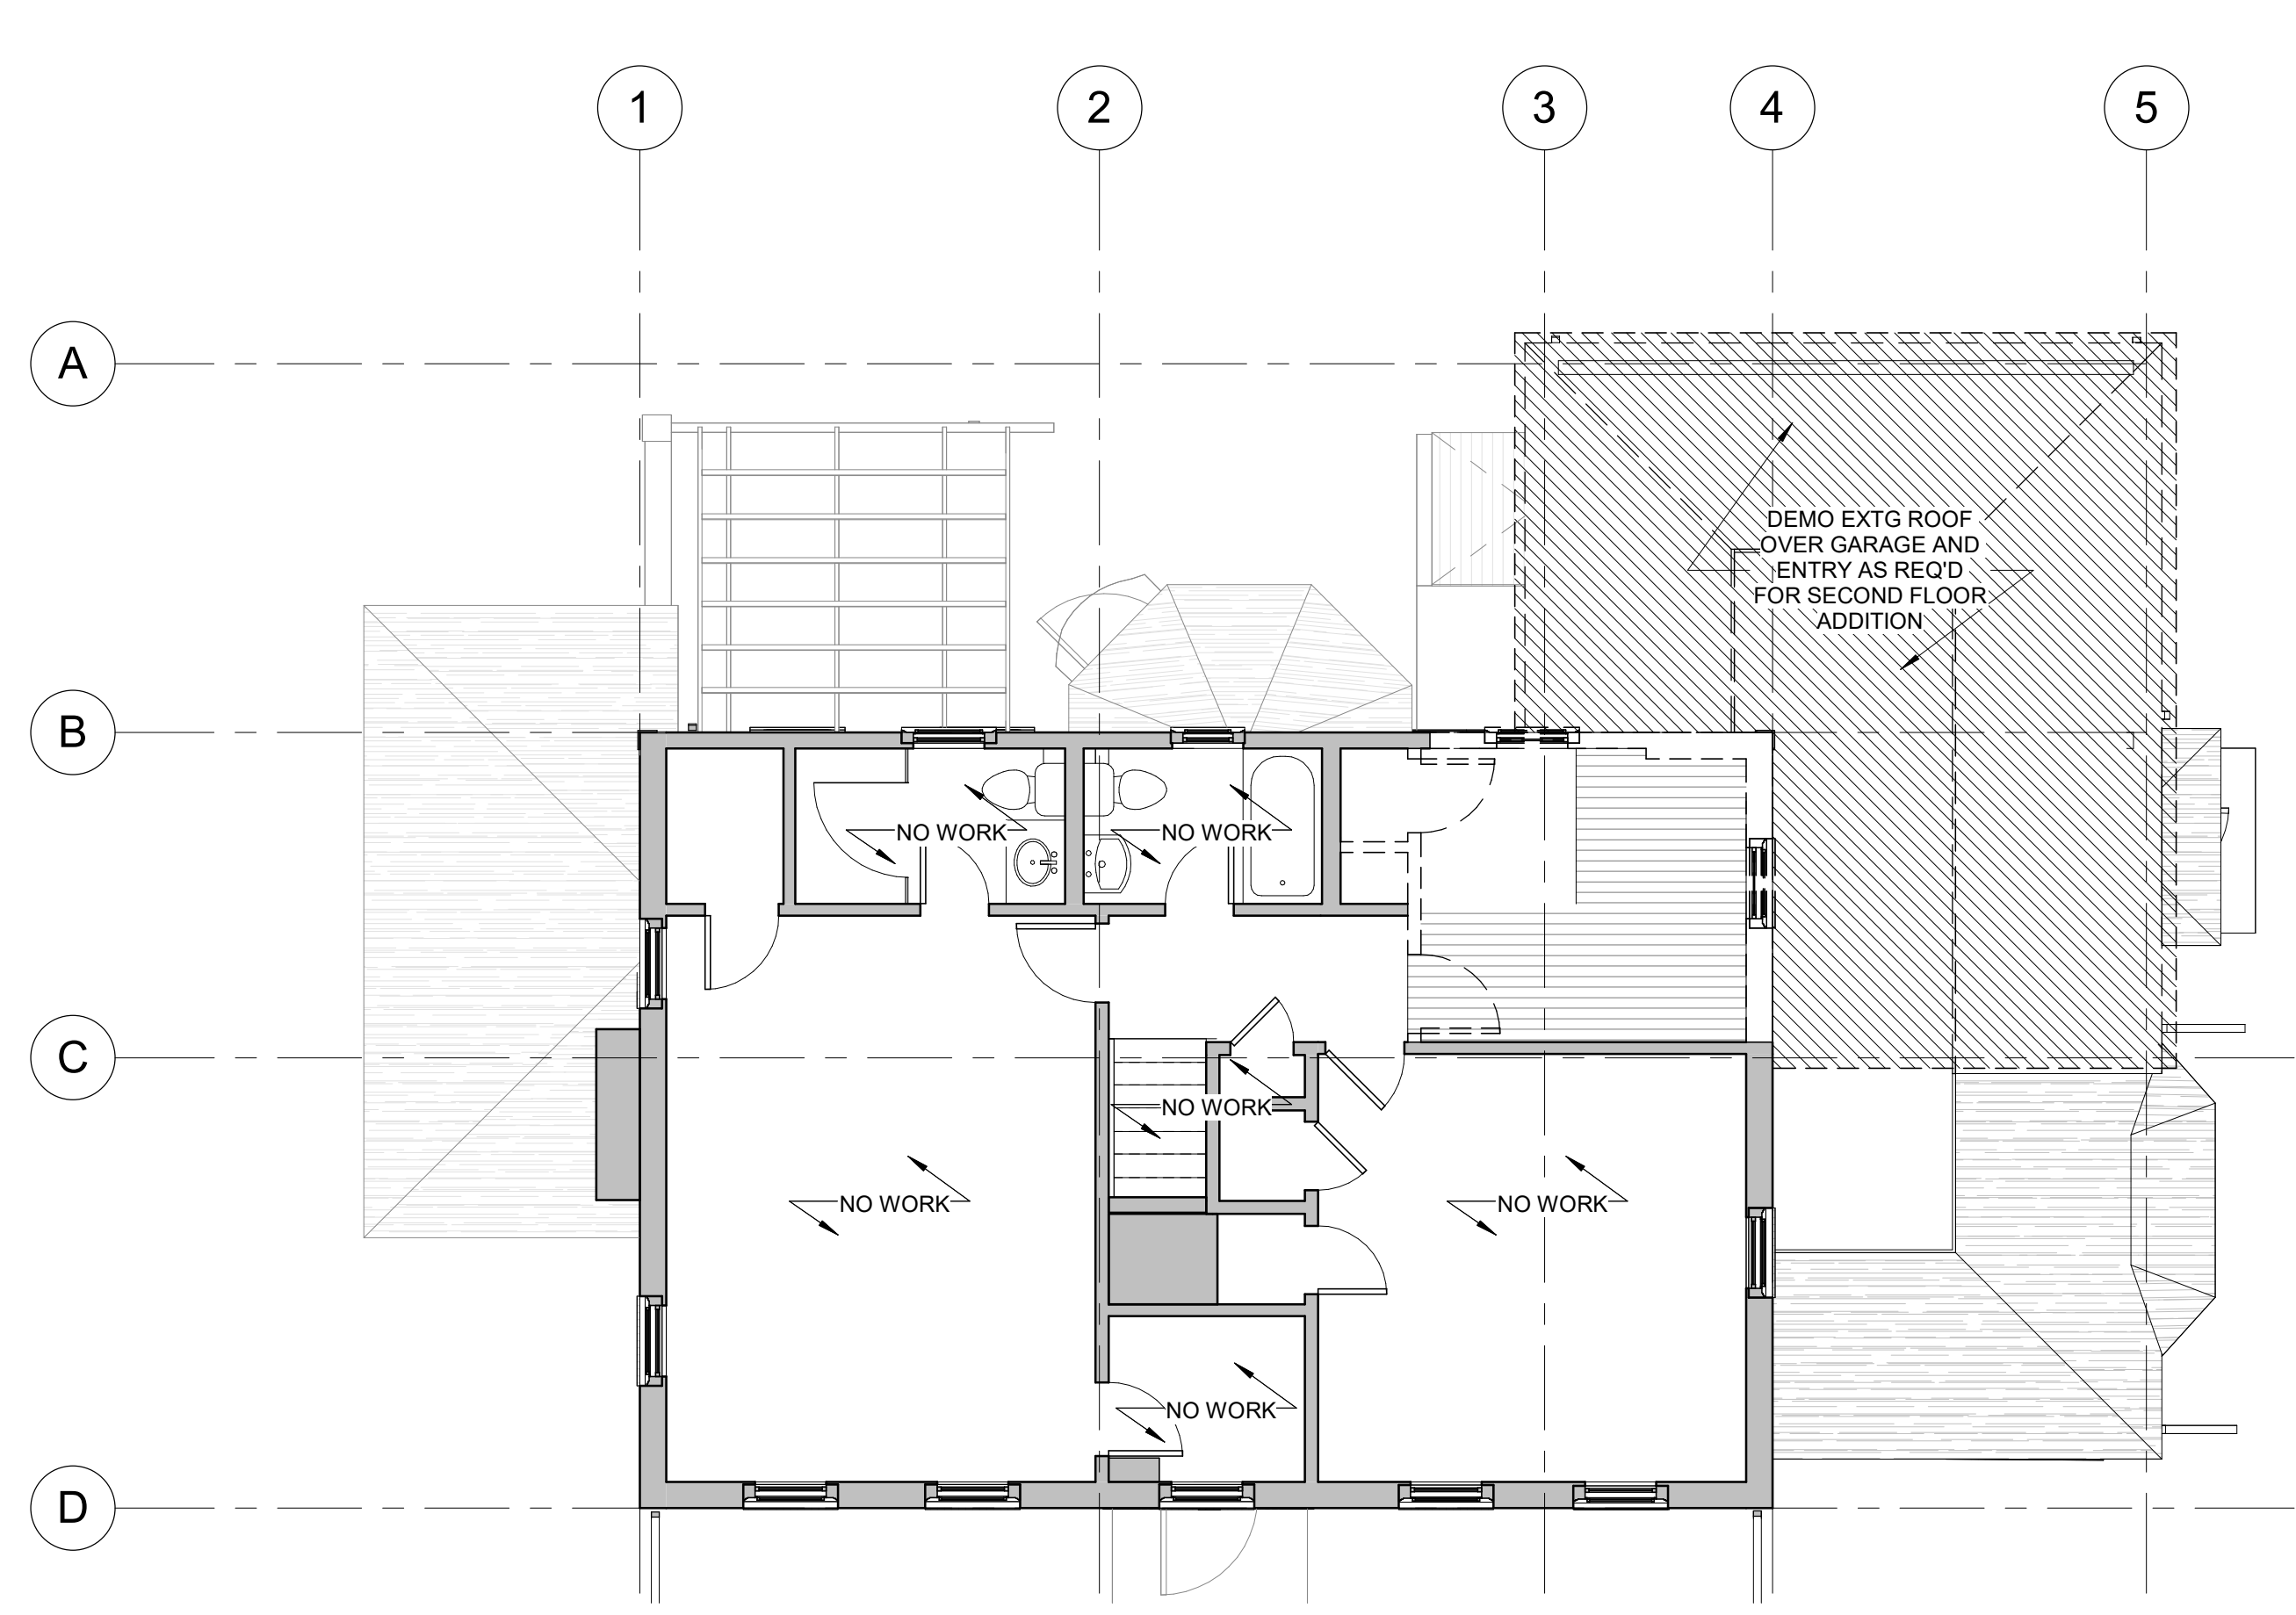 1
2
3
4
5
A
DEMO EXTG ROOF
OVER GARAGE AND
ENTRY AS REQ'D
FOR SECOND FLOOR
ADDITION
B
NO WORK
NO WORK
C
NO WORK
NO WORK
NO WORK
NO WORK
D